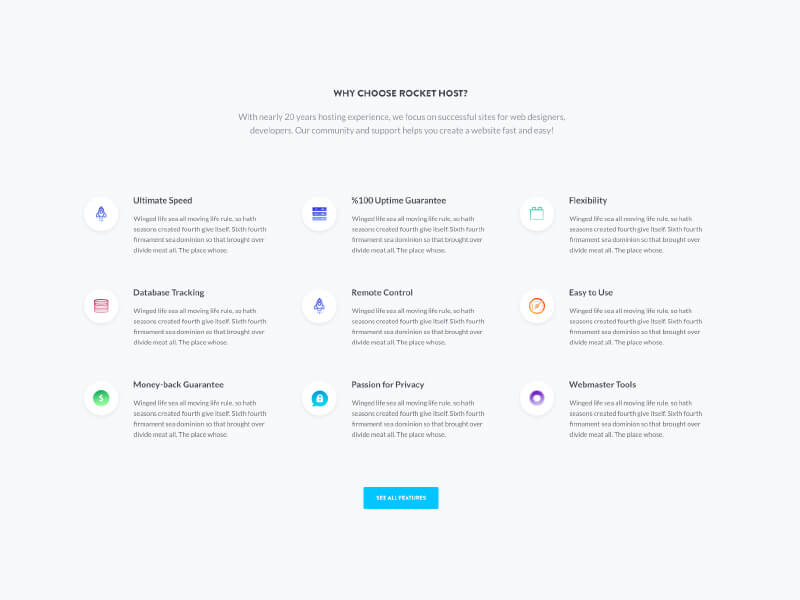 WHY CHOOSE ROCKET HOST?
With nearly 20 years hosting experience, we focus on successful sites for web designers,
developers. Our community and support helps you create a website fast and easy!
Ultimate Speed
Winged life sea all moving life rule, so hath
seasons created fourth give itself. Sixth fourth
firmament sea dominion so that brought over
divide meat all. The place whose.
%100 Uptime Guarantee
Winged life sea all moving life rule, so hath
seasons created fourth give itself. Sixth fourth
firmament sea dominion so that brought over
divide meat all. The place whose.
Flexibility
Winged life sea all moving life rule, so hath
seasons created fourth give itself. Sixth fourth
firmament sea dominion so that brought over
divide meat all. The place whose.
Database Tracking
Winged life sea all moving life rule, so hath
seasons created fourth give itself. Sixth fourth
firmament sea dominion so that brought over
divide meat all. The place whose.
Remote Control
Winged life sea all moving life rule, so hath
seasons created fourth give itself. Sixth fourth
firmament sea dominion so that brought over
divide meat all. The place whose.
Easy to Use
Winged life sea all moving life rule, so hath
seasons created fourth give itself. Sixth fourth
firmament sea dominion so that brought over
divide meat all. The place whose.
$
Money-back Guarantee
Winged life sea all moving life rule, so hath
seasons created fourth give itself. Sixth fourth
firmament sea dominion so that brought over
divide meat all. The place whose.
Passion for Privacy
Winged life sea all moving life rule, so hath
seasons created fourth give itself. Sixth fourth
firmament sea dominion so that brought over
divide meat all. The place whose.
Webmaster Tools
Winged life sea all moving life rule, so hath
seasons created fourth give itself. Sixth fourth
firmament sea dominion so that brought over
divide meat all. The place whose.
SEE ALL FEATURES